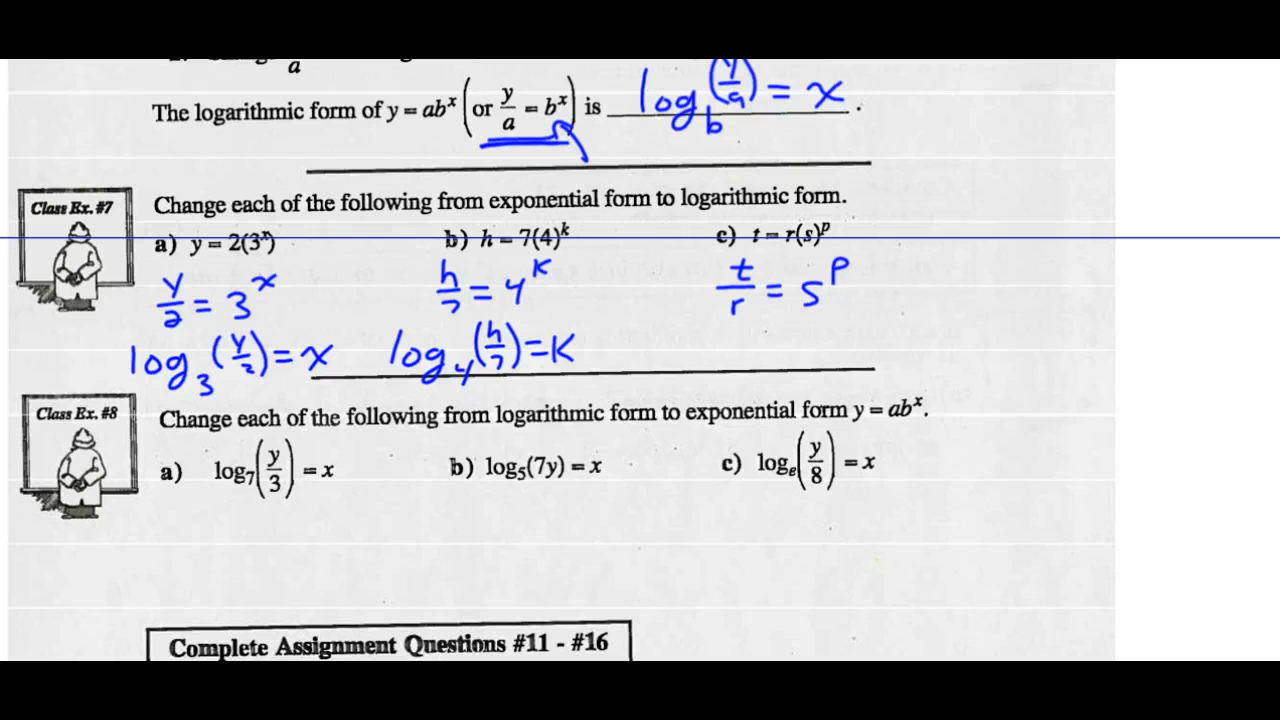 a
The logarithmic form of y = ab^x (or y/a = b^x) is log_b (y/a) = x .
Class Ex. #7
Change each of the following from exponential form to logarithmic form.
a) y = 2(3^x) b) h = 7(4)^k c) t = r(s)^p
y/2 = 3^x h/7 = 4^K t/r = s^p
log_3 (y/2) = x log_4 (h/7) = K
Class Ex. #8
Change each of the following from logarithmic form to exponential form y = ab^x.
a) log_7 (y/3) = x b) log_5(7y) = x c) log_e (y/8) = x
Complete Assignment Questions #11 - #16